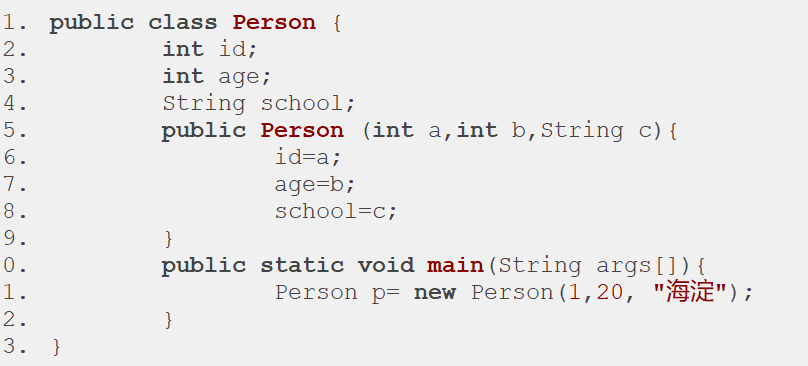 1. public class Person {
2. int id;
3. int age;
4. String school;
5. public Person (int a,int b,String c){
6. id=a;
7. age=b;
8. school=c;
9. }
0. public static void main(String args[]){
1. Person p= new Person(1,20, "海淀");
2. }
3. }